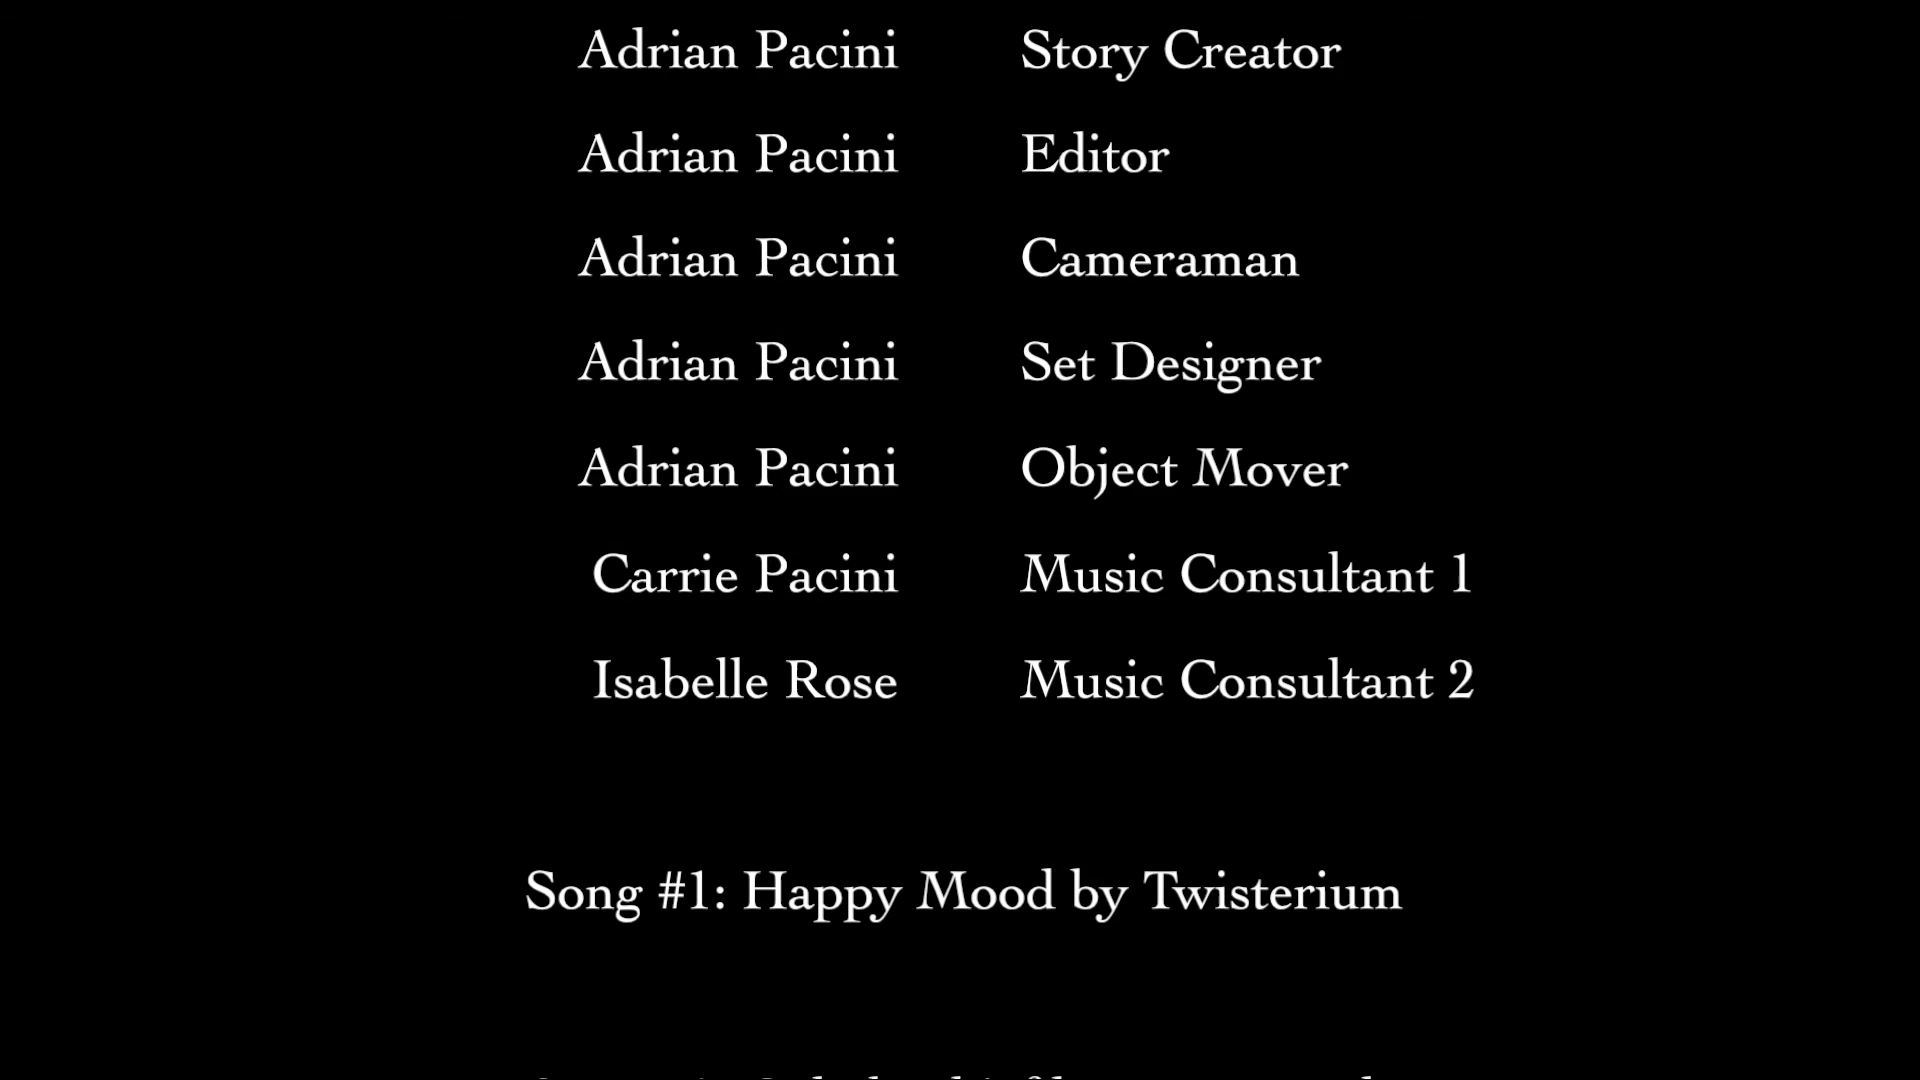 Adrian Pacini Story Creator
Adrian Pacini Editor
Adrian Pacini Cameraman
Adrian Pacini Set Designer
Adrian Pacini Object Mover
Carrie Pacini Music Consultant 1
Isabelle Rose Music Consultant 2
Song #1: Happy Mood by Twisterium